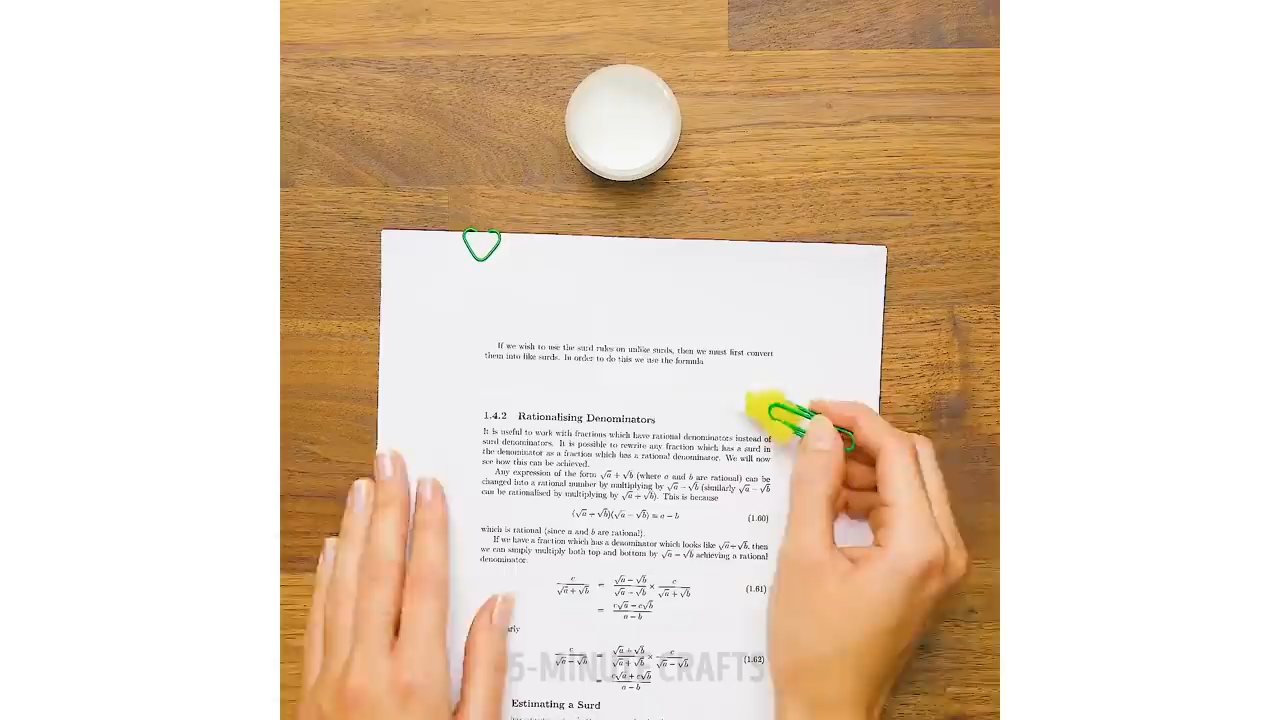 If we wish to use the surd rules on unlike surds, then we must first convert
them into like surds. In order to do this we use the formula
1.4.2 Rationalising Denominators
It is useful to work with fractions which have rational denominators instead of
surd denominators. It is possible to rewrite any fraction which has a surd in
the denominator as a fraction which has a rational denominator. We will now
see how this can be achieved.
Any expression of the form √a + √b (where a and b are rational) can be
changed into a rational number by multiplying by √a − √b (similarly √a − √b
can be rationalised by multiplying by √a + √b). This is because
(√a + √b)(√a − √b) = a − b (1.60)
which is rational (since a and b are rational).
If we have a fraction which has a denominator which looks like √a+√b, then
we can simply multiply both top and bottom by √a − √b achieving a rational
denominator.
c/(√a + √b) = (√a − √b)/(√a − √b) × c/(√a + √b) (1.61)
= (c√a − c√b)/(a − b)
arly
c/(√a − √b) = (√a + √b)/(√a + √b) × c/(√a − √b) (1.62)
= (c√a + c√b)/(a − b)
5-MINUTE CRAFTS
Estimating a Surd